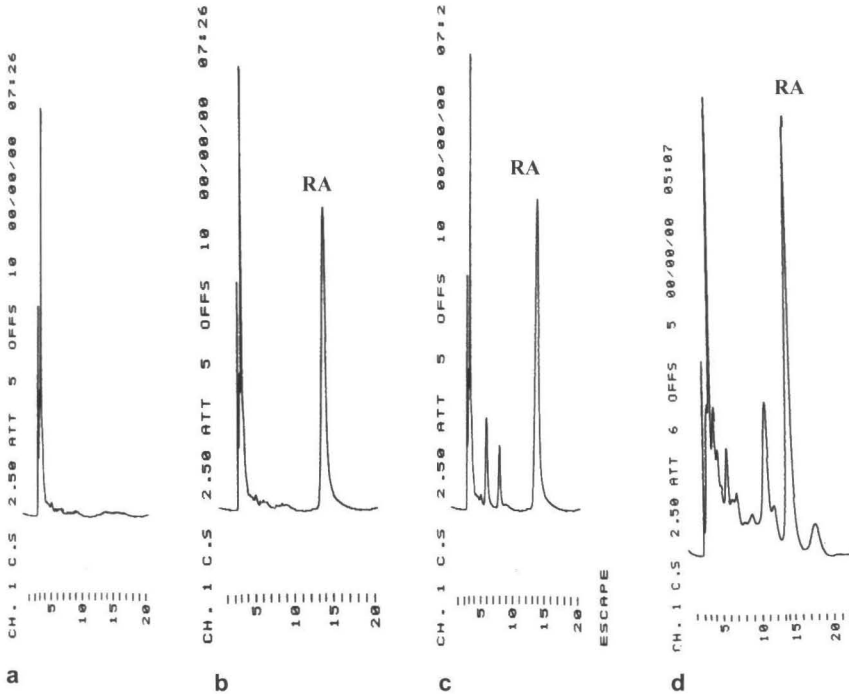 CH. 1 C.S 2.50 ATT 5 OFFS 10 00/00/00 07:26
5 10 15 20
a
CH. 1 C.S 2.50 ATT 5 OFFS 10 00/00/00 07:26
RA
5 10 15 20
b
CH. 1 C.S 2.50 ATT 5 OFFS 10 00/00/00 07:2
RA
5 10 15 20
ESCAPE
c
CH. 1 C.S 2.50 ATT 6 OFFS 5 00/00/00 05:07
RA
5 10 15 20
d